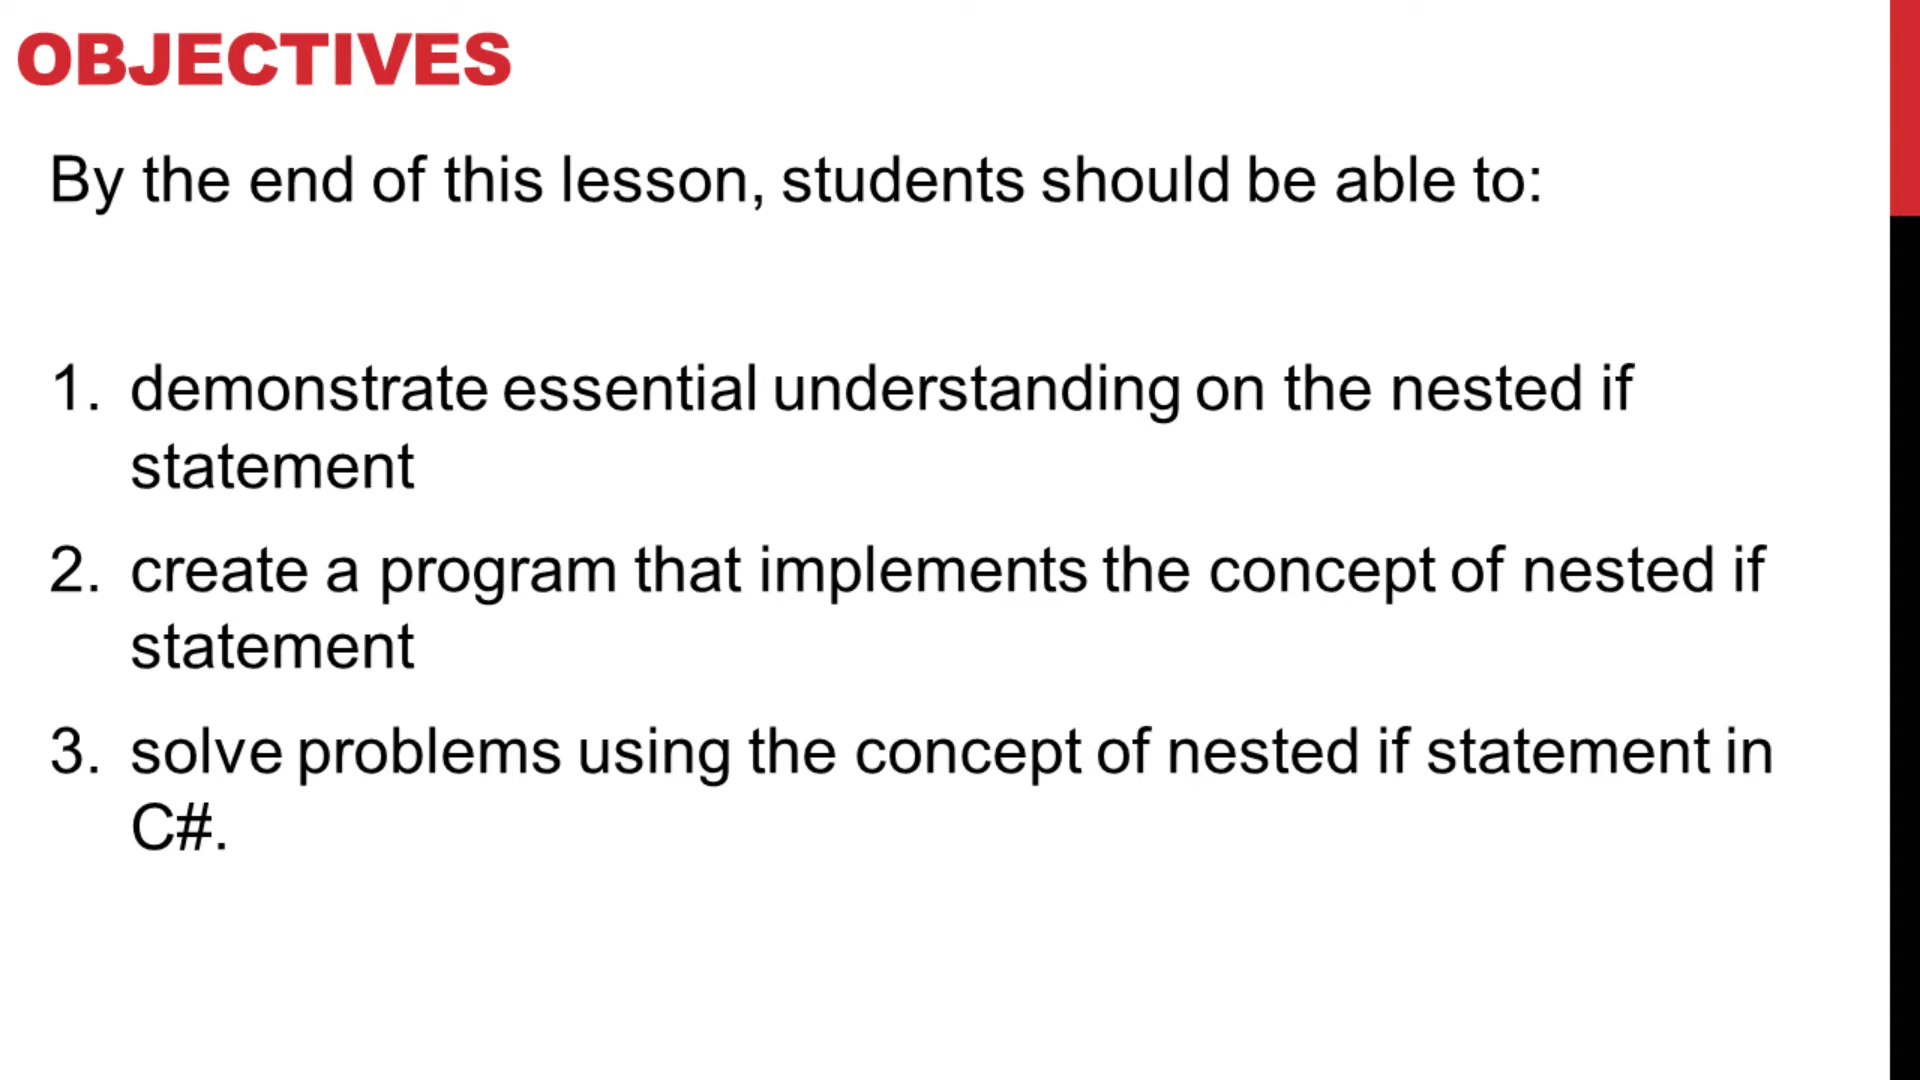 OBJECTIVES
By the end of this lesson, students should be able to:
1. demonstrate essential understanding on the nested if
statement
2. create a program that implements the concept of nested if
statement
3. solve problems using the concept of nested if statement in
C#.